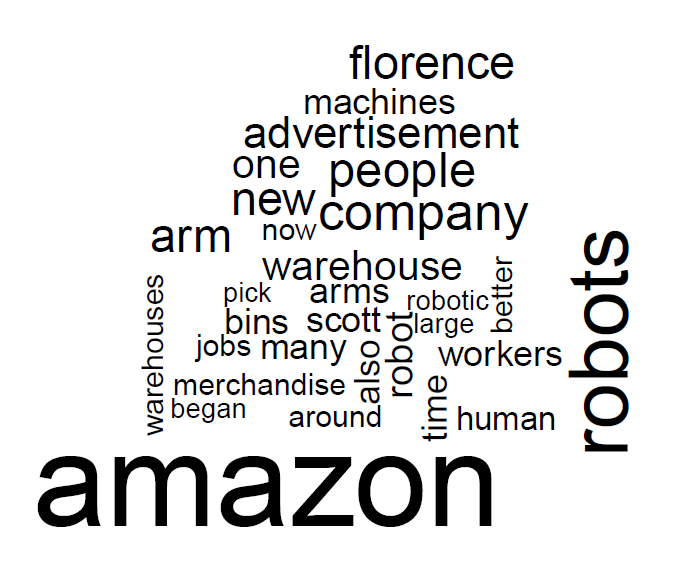 florence
machines
advertisement
one people
new company
arm now
warehouse
warehouses
pick arms robotic better
bins scott robot large
jobs many also workers
robots
merchandise time
began around human
amazon